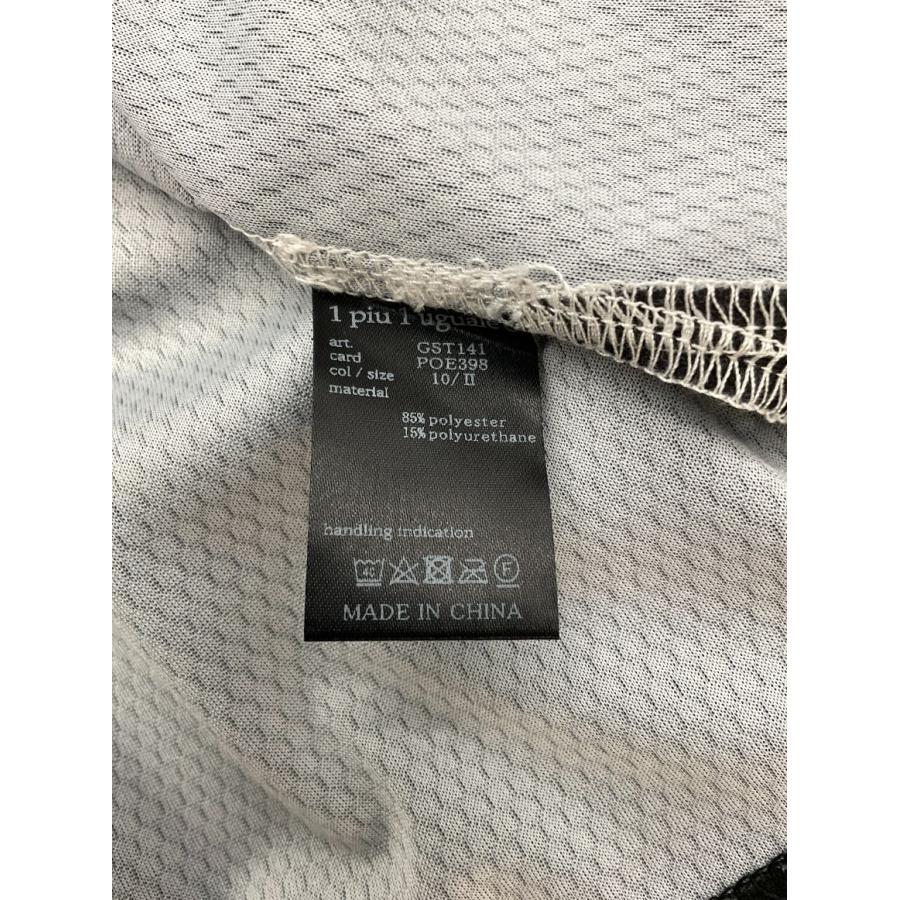 1 piu 1 uguale
art. GST141
card POE398
col / size 10/II
material
85% polyester
15% polyurethane
handling indication
40 F
MADE IN CHINA